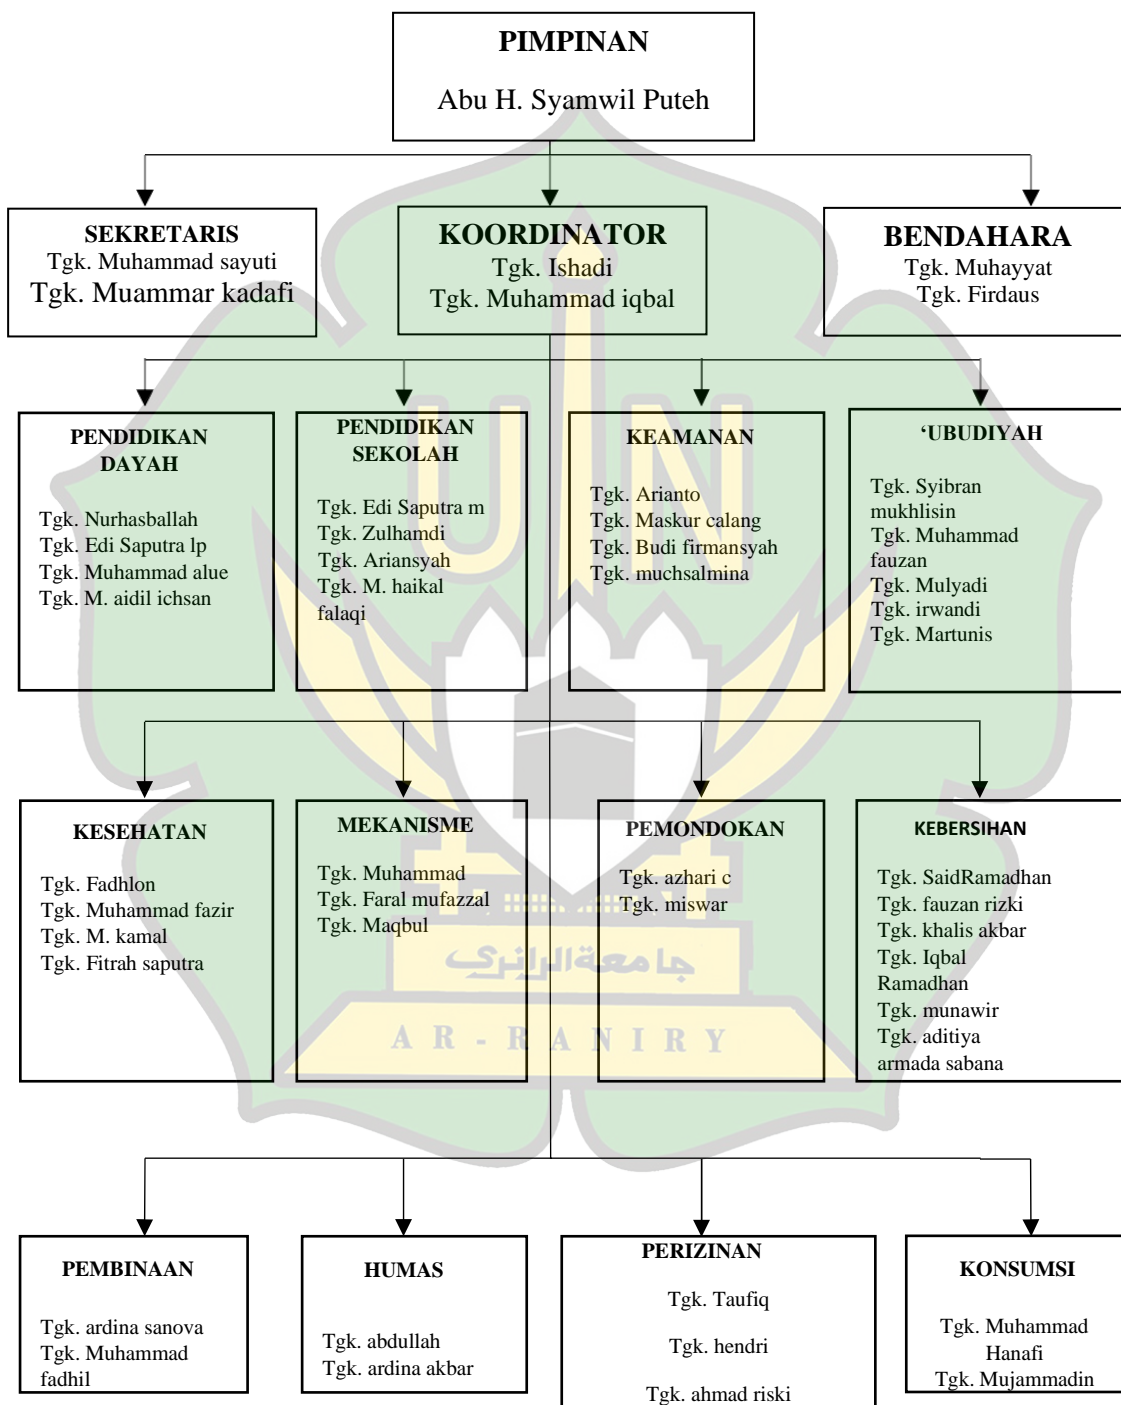 PIMPINAN
Abu H. Syamwil Puteh
SEKRETARIS
Tgk. Muhammad sayuti
Tgk. Muammar kadafi
KOORDINATOR
Tgk. Ishadi
Tgk. Muhammad iqbal
BENDAHARA
Tgk. Muhayyat
Tgk. Firdaus
PENDIDIKAN
DAYAH
Tgk. Nurhasballah
Tgk. Edi Saputra lp
Tgk. Muhammad alue
Tgk. M. aidil ichsan
PENDIDIKAN
SEKOLAH
Tgk. Edi Saputra m
Tgk. Zulhamdi
Tgk. Ariansyah
Tgk. M. haikal
falaqi
KEAMANAN
Tgk. Arianto
Tgk. Maskur calang
Tgk. Budi firmansyah
Tgk. muchsalmina
‘UBUDIYAH
Tgk. Syibran
mukhlisin
Tgk. Muhammad
fauzan
Tgk. Mulyadi
Tgk. irwandi
Tgk. Martunis
UIN
KESEHATAN
Tgk. Fadhlon
Tgk. Muhammad fazir
Tgk. M. kamal
Tgk. Fitrah saputra
MEKANISME
Tgk. Muhammad
Tgk. Faral mufazzal
Tgk. Maqbul
PEMONDOKAN
Tgk. azhari c
Tgk. miswar
KEBERSIHAN
Tgk. SaidRamadhan
Tgk. fauzan rizki
Tgk. khalis akbar
Tgk. Iqbal
Ramadhan
Tgk. munawir
Tgk. aditiya
armada sabana
جامعة الرانري
AR-RANIRY
PEMBINAAN
Tgk. ardina sanova
Tgk. Muhammad
fadhil
HUMAS
Tgk. abdullah
Tgk. ardina akbar
PERIZINAN
Tgk. Taufiq
Tgk. hendri
Tgk. ahmad riski
KONSUMSI
Tgk. Muhammad
Hanafi
Tgk. Mujammadin